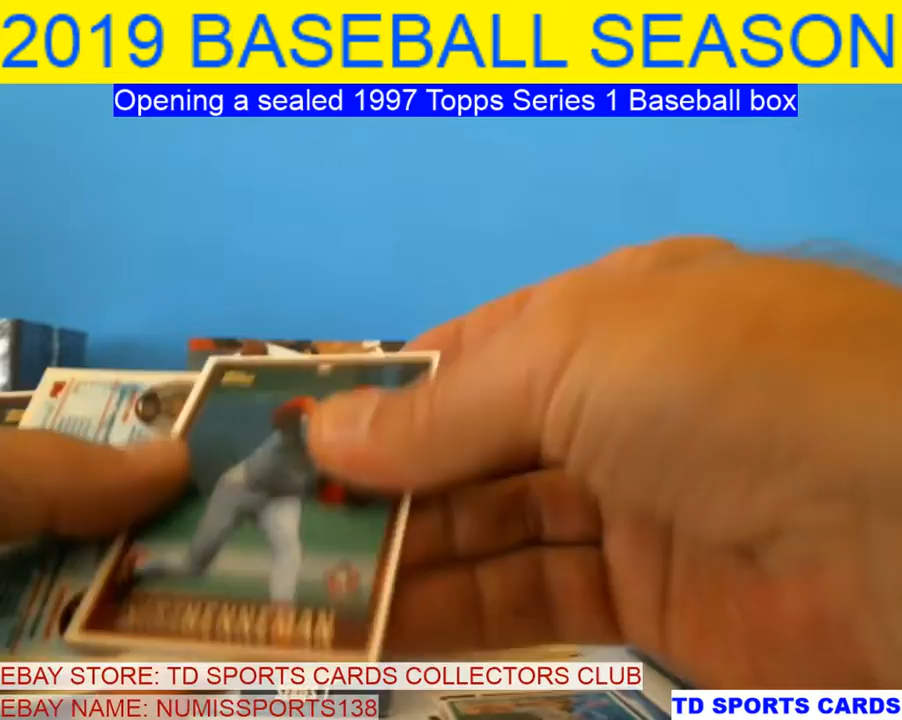 2019 BASEBALL SEASON
Opening a sealed 1997 Topps Series 1 Baseball box
HENNEMAN
EBAY STORE: TD SPORTS CARDS COLLECTORS CLUB
EBAY NAME: NUMISSPORTS138
TD SPORTS CARDS